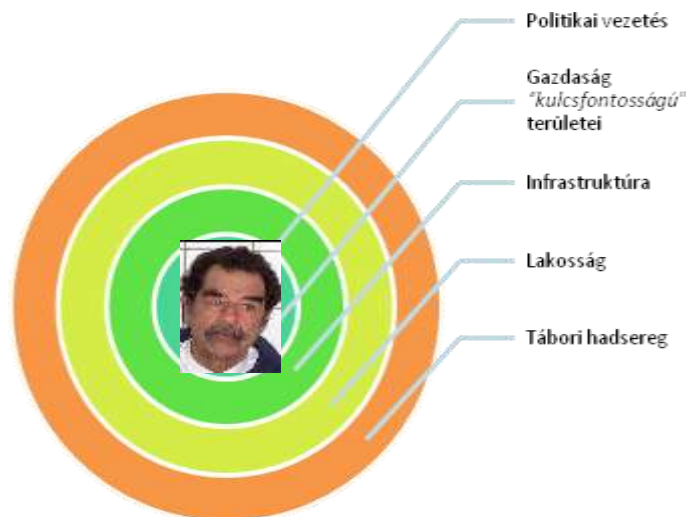 Politikai vezetés
Gazdaság
"kulcsfontosságú"
területei
Infrastruktúra
Lakosság
Tábori hadsereg